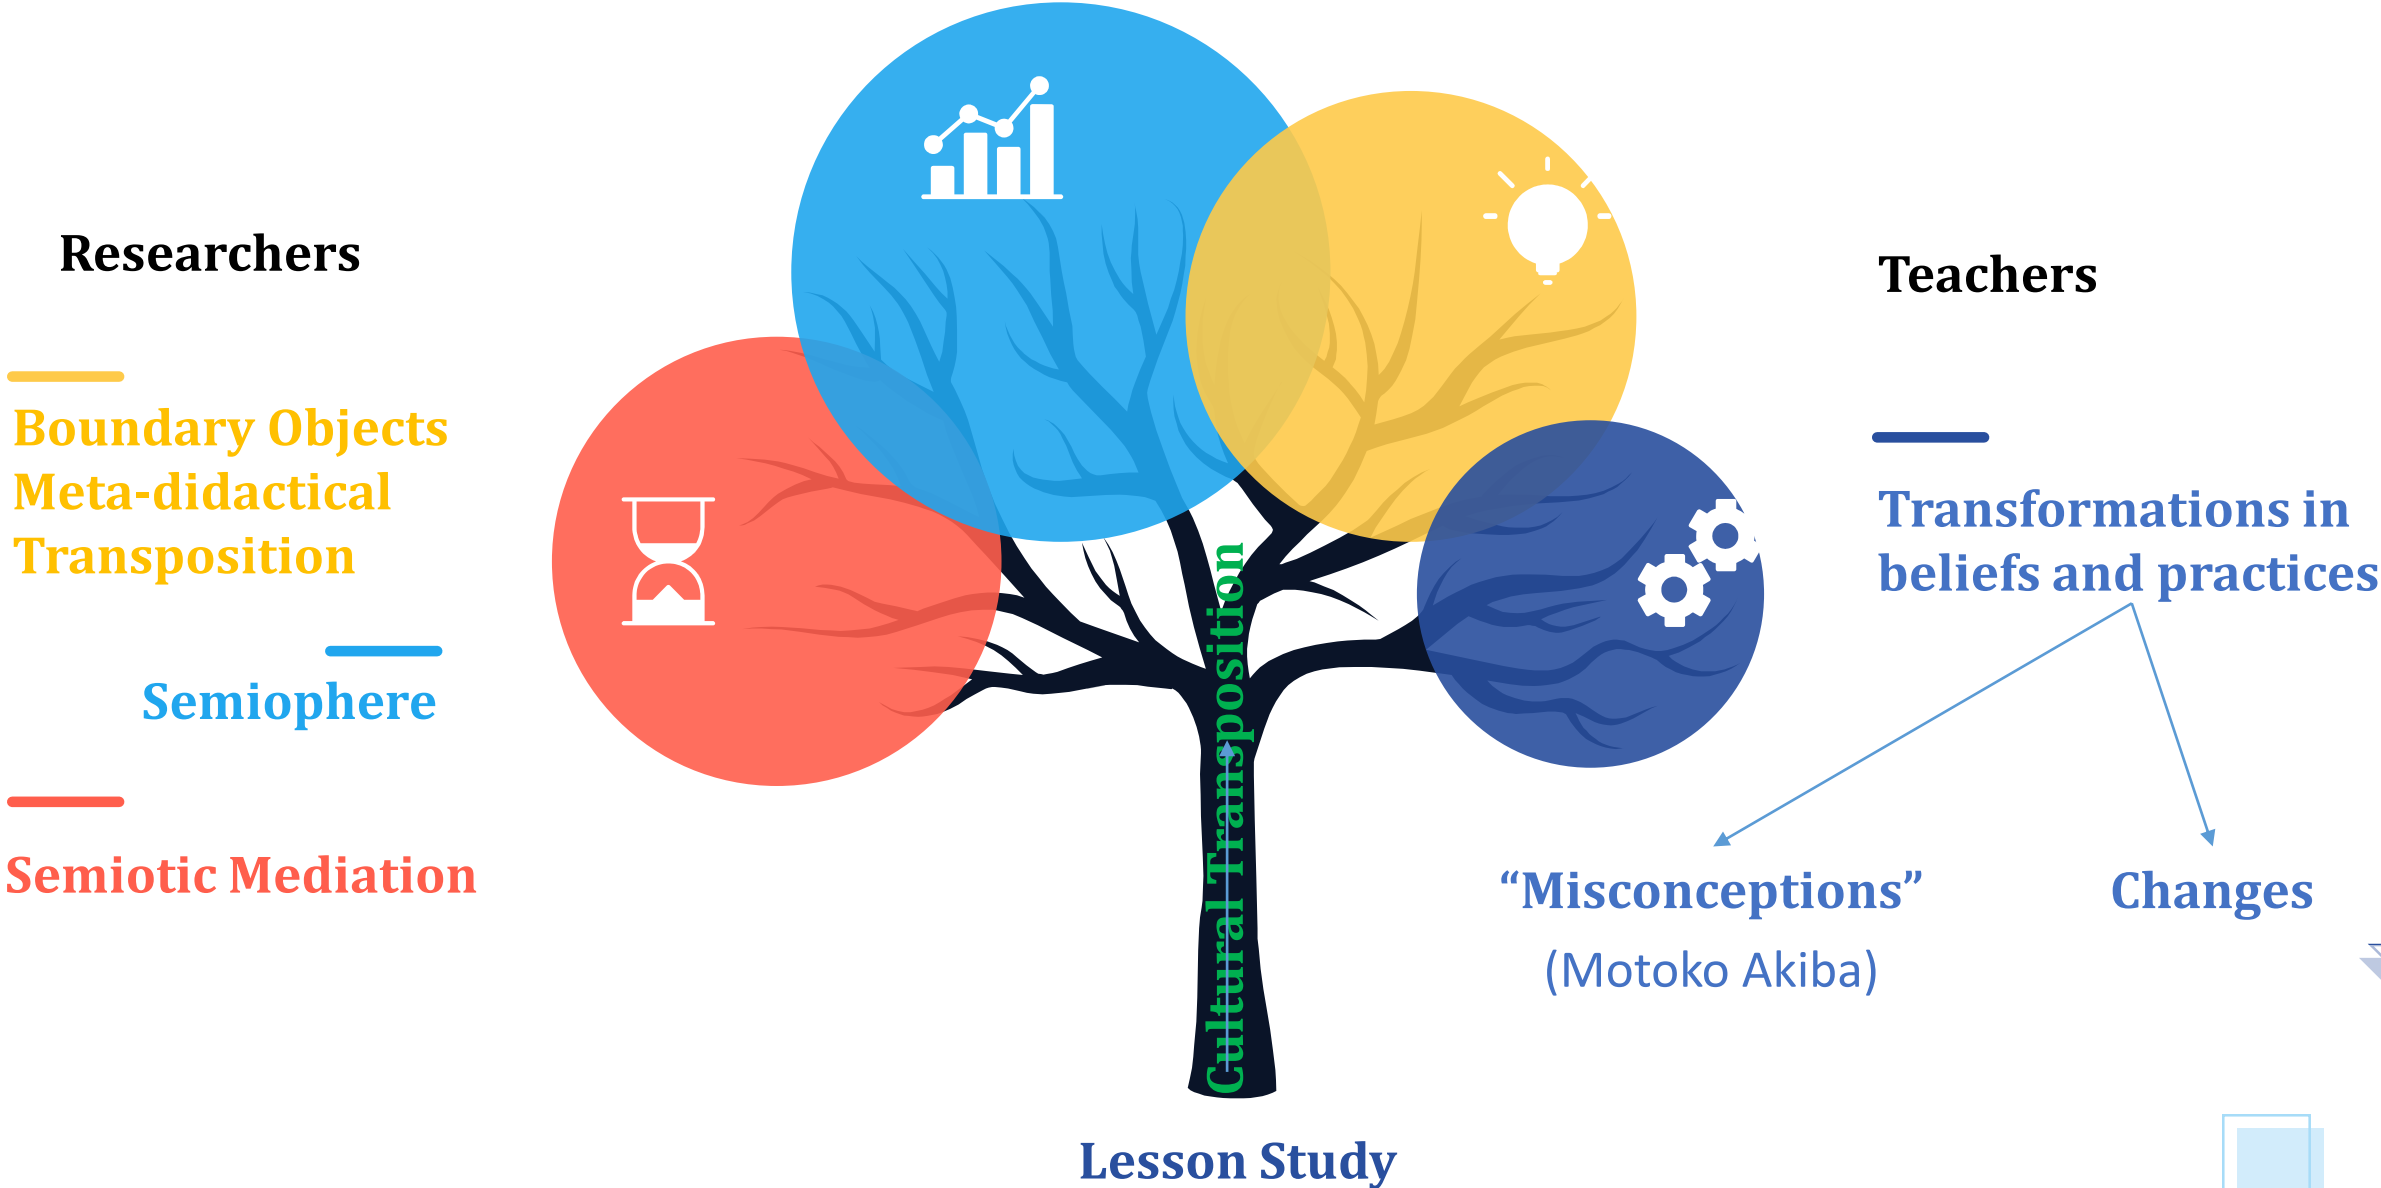 Researchers
Boundary Objects
Meta-didactical
Transposition
Semiophere
Semiotic Mediation
Cultural Transposition
Lesson Study
Teachers
Transformations in
beliefs and practices
“Misconceptions”
(Motoko Akiba)
Changes